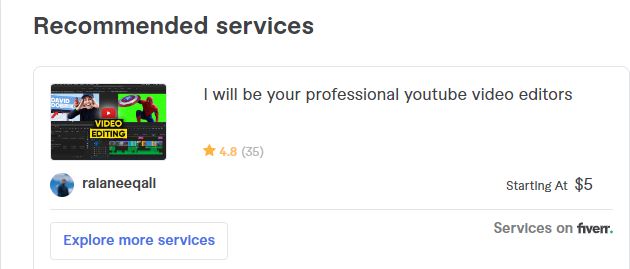 Recommended services
DAVID
VIDEO
EDITING
I will be your professional youtube video editors
4.8 (35)
ralaneeqall
Starting At $5
Explore more services
Services on fiverr.